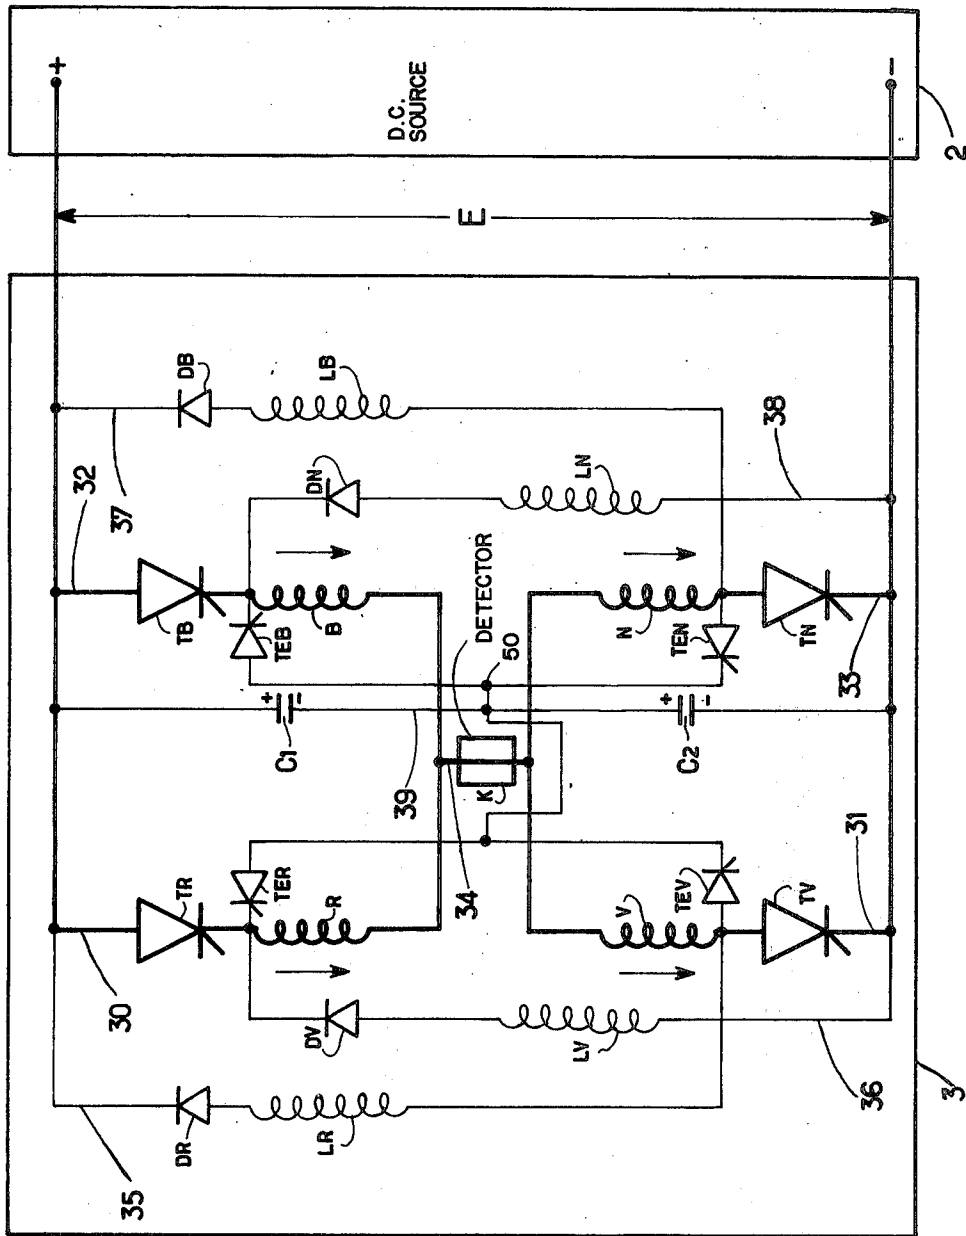 +
D.C.
SOURCE
-
2
E
DB
LB
37
32
DN
LN
38
TB
B
TEB
DETECTOR
N
TEN
TN
33
50
+
-
C1
39
+
-
C2
K
34
31
TR
TER
R
TEV
V
TV
30
DV
LV
36
35
DR
LR
3